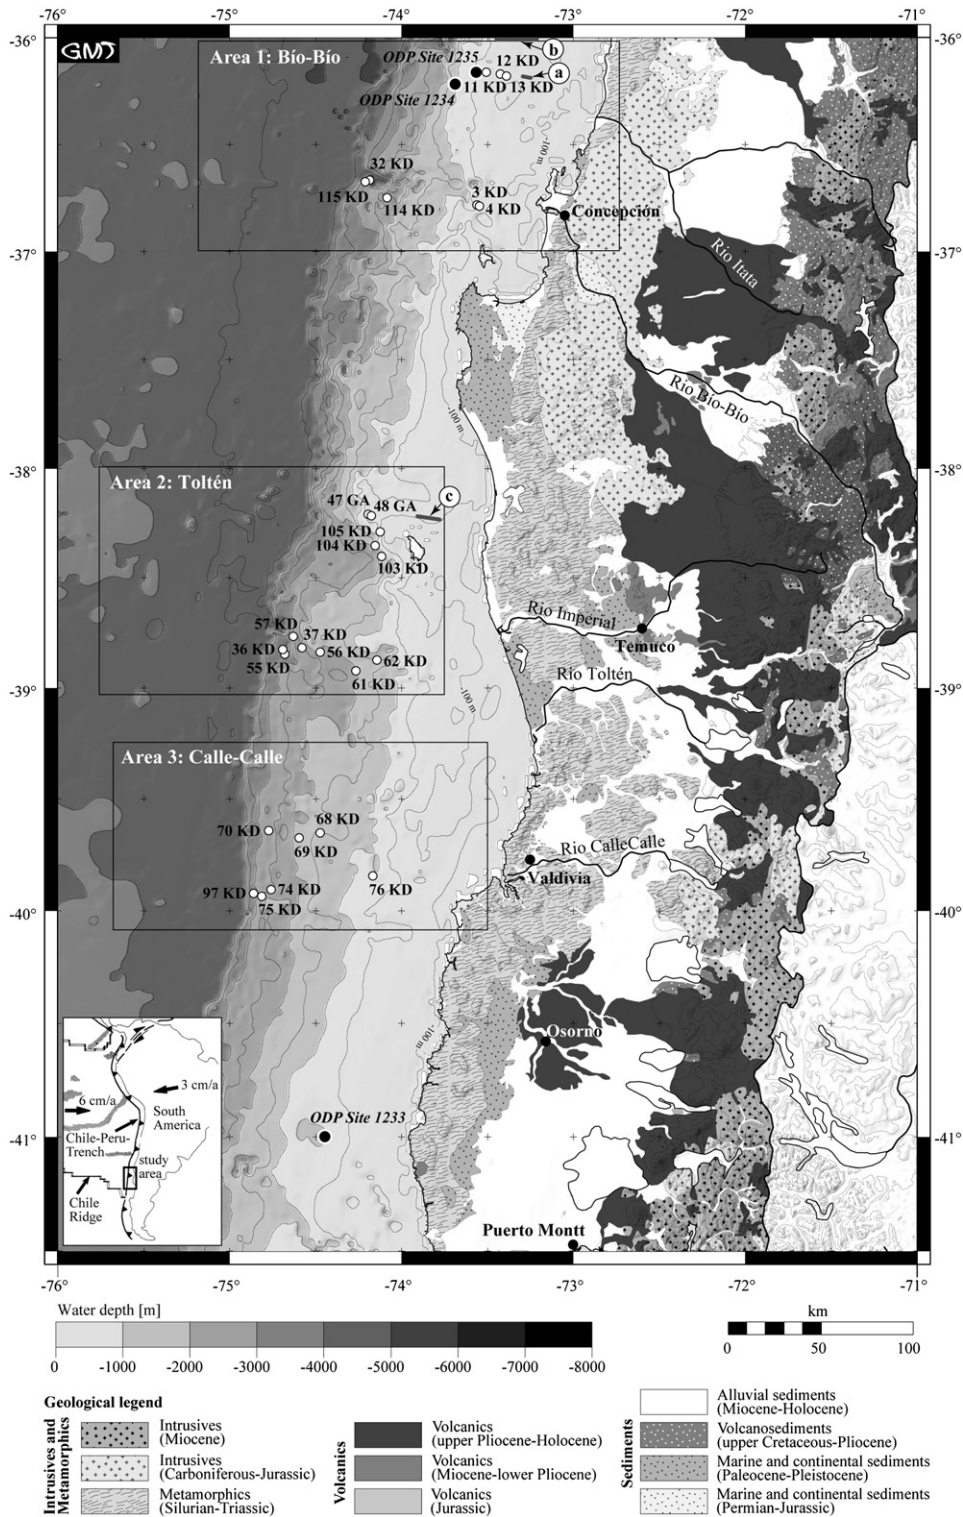 -76°
-75°
-74°
-73°
-72°
-71°
-36°
-36°
GMT
Area 1: Bío-Bío
ODP Site 1235
12 KD
b
a
11 KD
13 KD
ODP Site 1234
-100 m
32 KD
115 KD
114 KD
3 KD
4 KD
Concepción
Río Itata
-37°
-37°
Río Bío-Bío
-100 m
-38°
-38°
Area 2: Toltén
c
47 GA
48 GA
105 KD
104 KD
103 KD
57 KD
37 KD
36 KD
56 KD
55 KD
62 KD
61 KD
Río Imperial
Temuco
Río Toltén
-39°
-39°
-100 m
Area 3: Calle-Calle
68 KD
70 KD
69 KD
74 KD
97 KD
75 KD
76 KD
Río CalleCalle
Valdivia
-40°
-40°
-100 m
Osorno
ODP Site 1233
-41°
-41°
Puerto Montt
3 cm/a
6 cm/a
South
America
Chile-Peru-
Trench
study
area
Chile
Ridge
-76°
-75°
-74°
-73°
-72°
-71°
Water depth [m]
0
-1000
-2000
-3000
-4000
-5000
-6000
-7000
-8000
km
0
50
100
Geological legend
Intrusives and
Metamorphics
Intrusives
(Miocene)
Intrusives
(Carboniferous-Jurassic)
Metamorphics
(Silurian-Triassic)
Volcanics
Volcanics
(upper Pliocene-Holocene)
Volcanics
(Miocene-lower Pliocene)
Volcanics
(Jurassic)
Sediments
Alluvial sediments
(Miocene-Holocene)
Volcanosediments
(upper Cretaceous-Pliocene)
Marine and continental sediments
(Paleocene-Pleistocene)
Marine and continental sediments
(Permian-Jurassic)